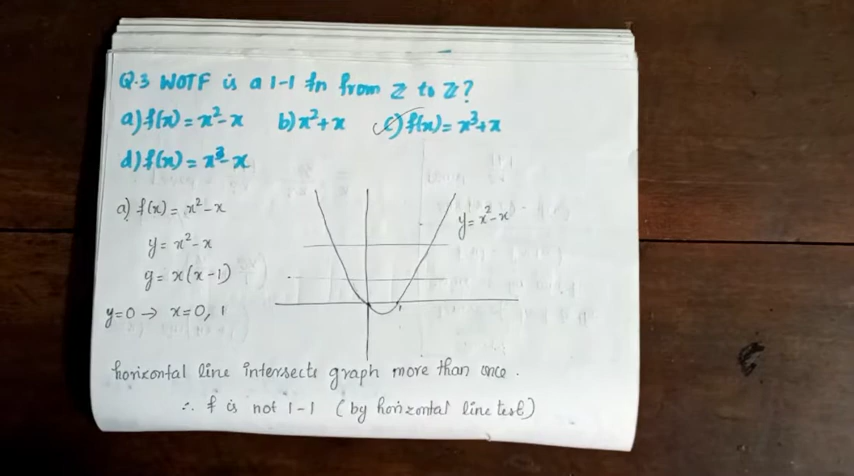 Q.3 WOTF is a 1-1 fn from Z to Z?
a) f(x) = x²-x b) x²+x c) f(x) = x³+x
d) f(x) = x³-x
a) f(x) = x²-x
y = x²-x
y = x(x-1)
y=0 → x=0, 1
y=x²-x
1
horizontal line intersects graph more than once.
∴ f is not 1-1 (by horizontal line test)